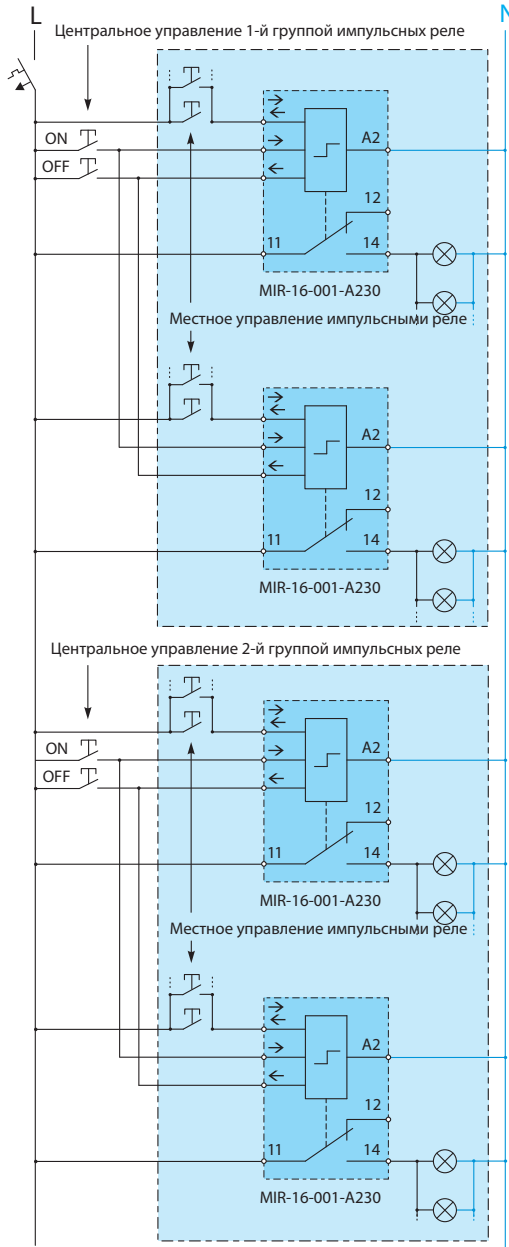 L
N
Центральное управление 1-й группой импульсных реле
ON
A2
OFF
12
11
14
MIR-16-001-A230
Местное управление импульсными реле
A2
12
11
14
MIR-16-001-A230
Центральное управление 2-й группой импульсных реле
ON
A2
OFF
12
11
14
MIR-16-001-A230
Местное управление импульсными реле
A2
12
11
14
MIR-16-001-A230